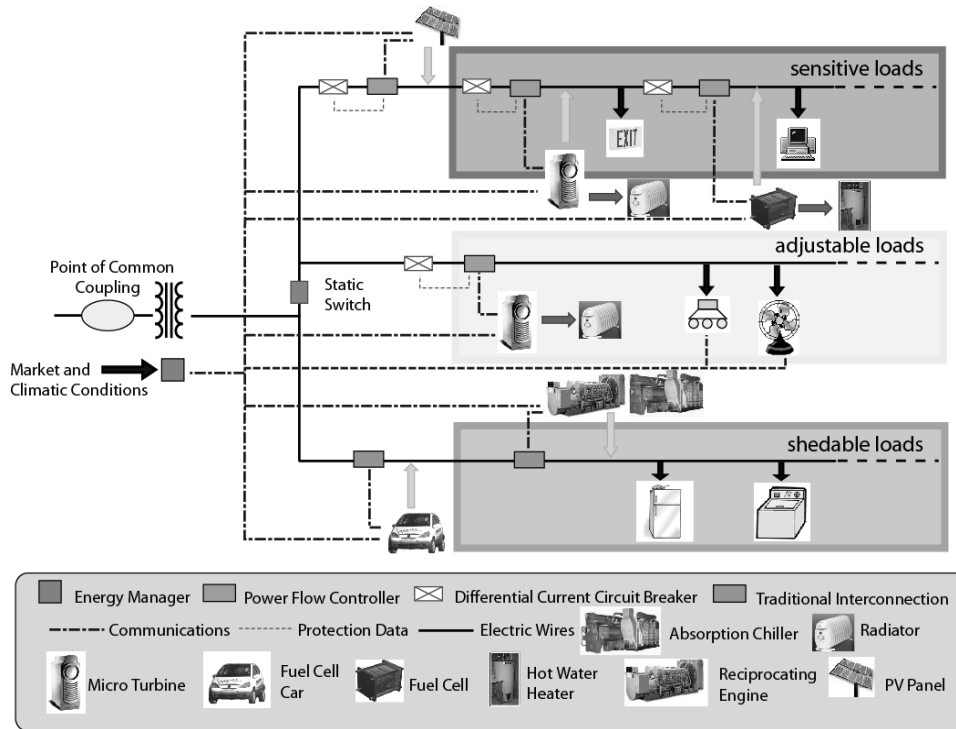 sensitive loads
EXIT
adjustable loads
Point of Common
Coupling
Static
Switch
Market and
Climatic Conditions
shedable loads
Energy Manager
Power Flow Controller
Differential Current Circuit Breaker
Traditional Interconnection
Communications
Protection Data
Electric Wires
Absorption Chiller
Radiator
Micro Turbine
Fuel Cell
Car
Fuel Cell
Hot Water
Heater
Reciprocating
Engine
PV Panel